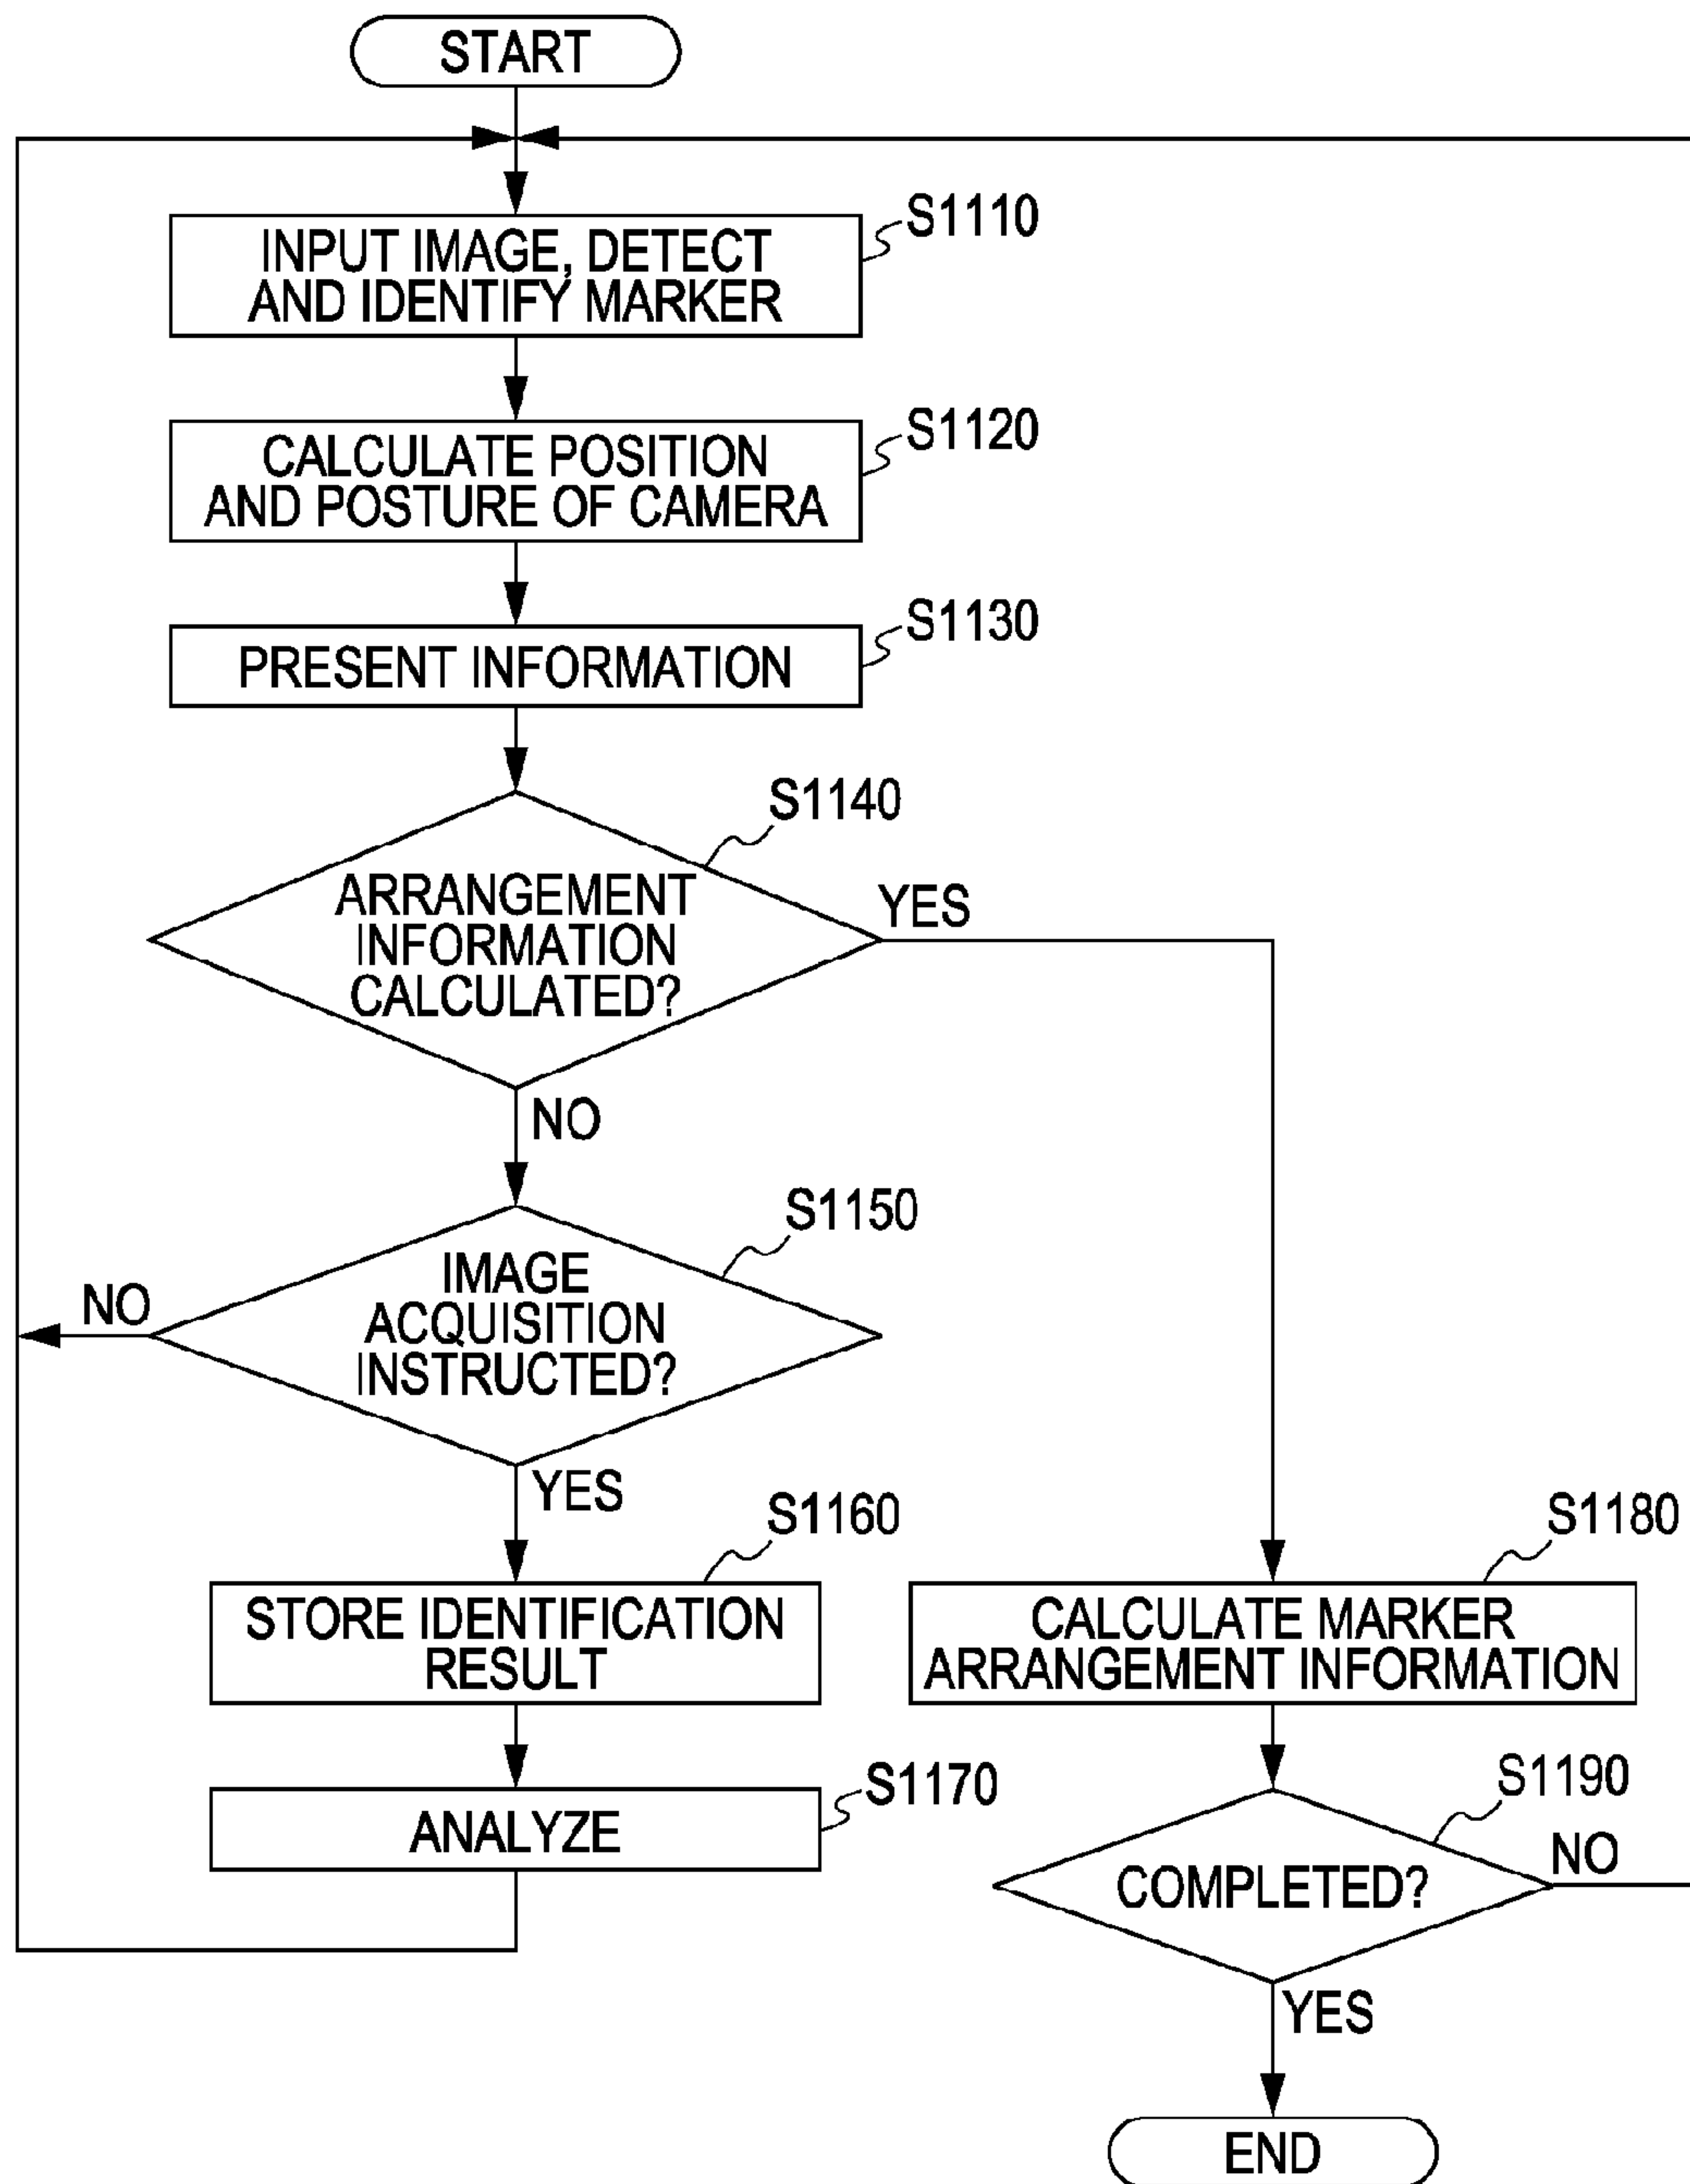 START
S1110
INPUT IMAGE, DETECT
AND IDENTIFY MARKER
S1120
CALCULATE POSITION
AND POSTURE OF CAMERA
S1130
PRESENT INFORMATION
S1140
ARRANGEMENT
INFORMATION
CALCULATED?
YES
NO
S1150
IMAGE
ACQUISITION
INSTRUCTED?
NO
YES
S1160
STORE IDENTIFICATION
RESULT
S1170
ANALYZE
S1180
CALCULATE MARKER
ARRANGEMENT INFORMATION
S1190
COMPLETED?
NO
YES
END